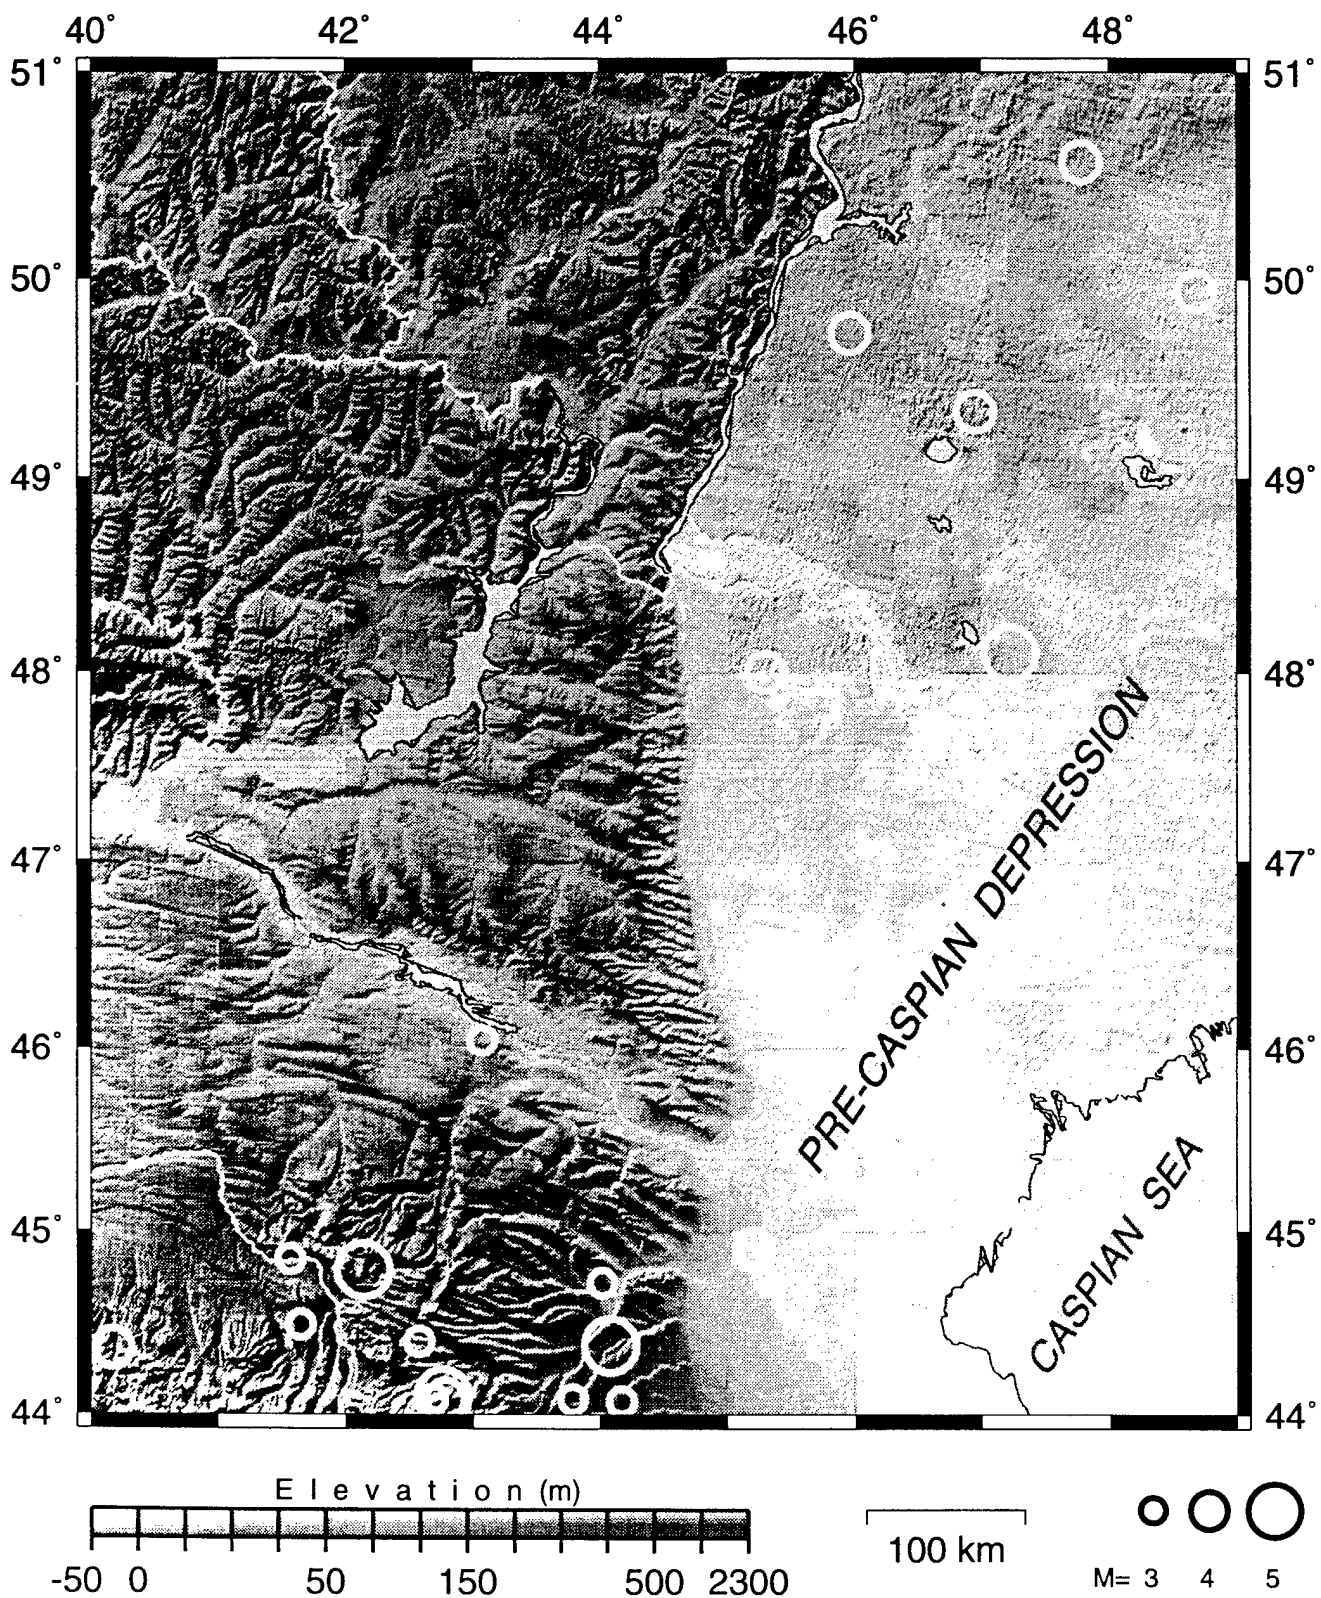 40° 42° 44° 46° 48°
51° 51°
50° 50°
49° 49°
48° 48°
47° 47°
46° 46°
45° 45°
44° 44°
PRE-CASPIAN DEPRESSION
CASPIAN SEA
Elevation (m)
-50 0 50 150 500 2300
100 km
M= 3 4 5